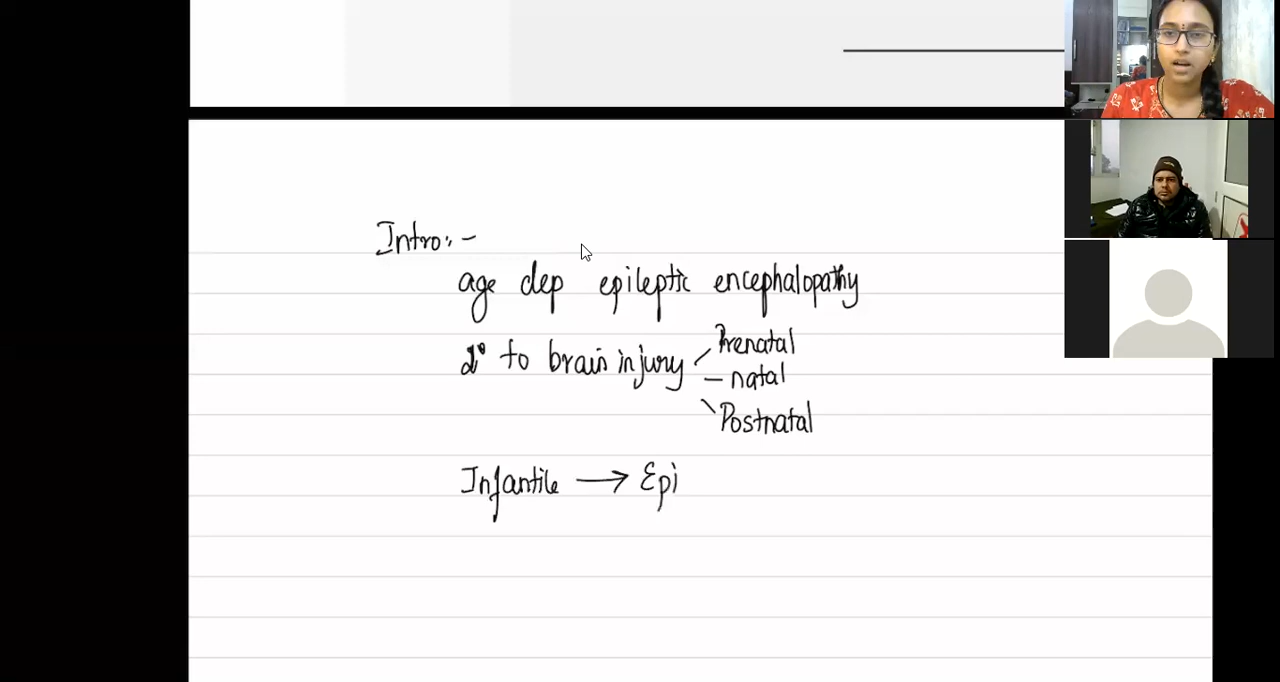 Intro:-
age dep epileptic encephalopathy
2° to brain injury
Prenatal
- natal
Postnatal
Infantile → Epi